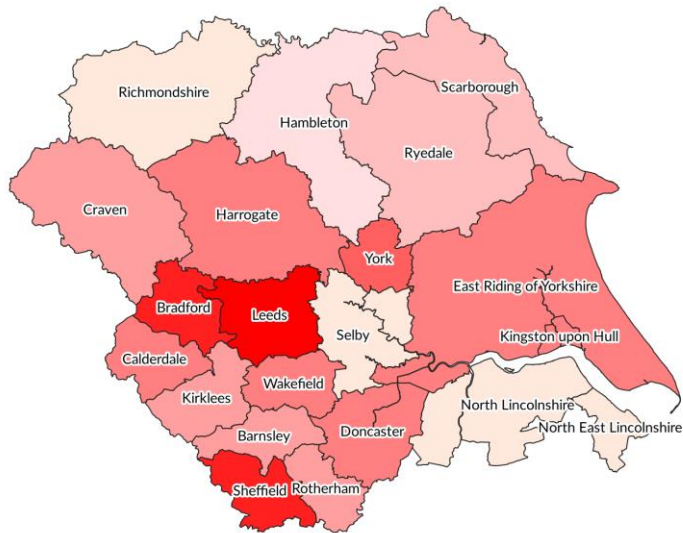 Scarborough
Richmondshire
Hambleton
Ryedale
Craven
Harrogate
York
East Riding of Yorkshire
Bradford
Leeds
Selby
Kingston upon Hull
Calderdale
Kirklees
Wakefield
North Lincolnshire
North East Lincolnshire
Barnsley
Doncaster
Sheffield
Rotherham